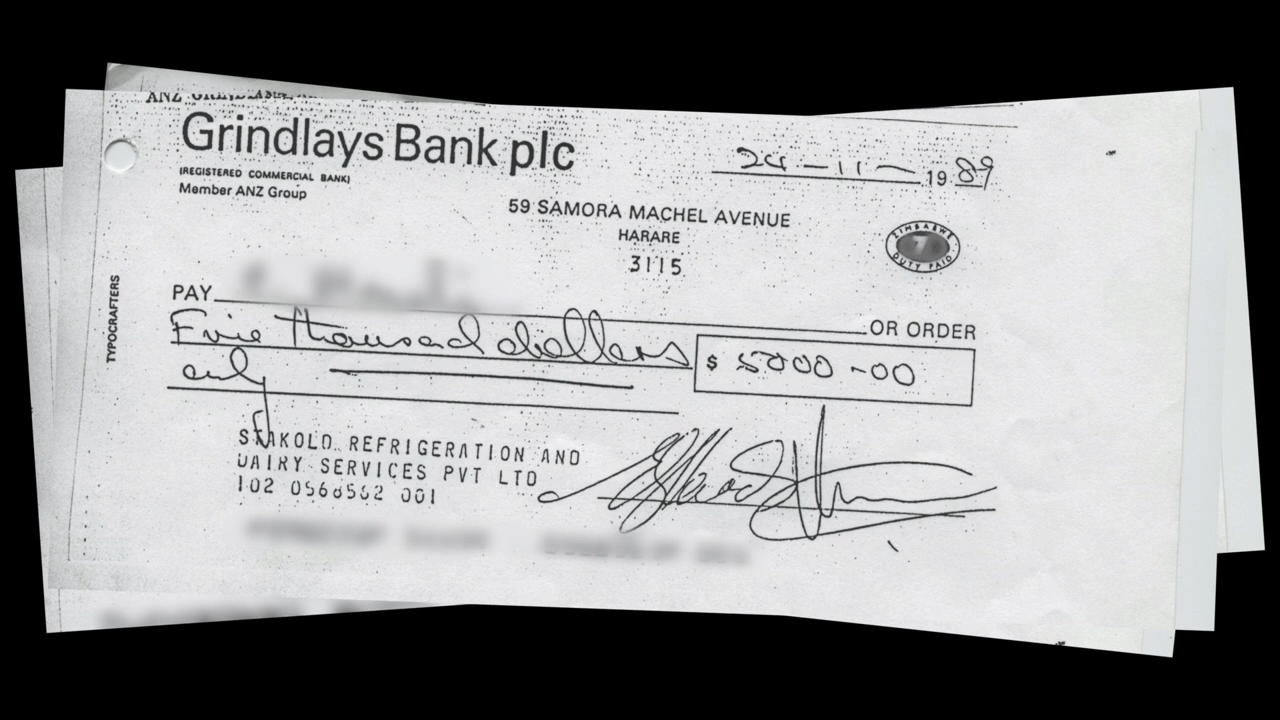 Grindlays Bank plc
(REGISTERED COMMERCIAL BANK)
Member ANZ Group
24 - 11 - 1989
59 SAMORA MACHEL AVENUE
HARARE
3115
ZIMBABWE
DUTY PAID
TYPOCRAFTERS
PAY OR ORDER
Five thousand dollars
only
$ 5000 - 00
REFRIGERATION AND
DAIRY SERVICES PVT LTD
102 001